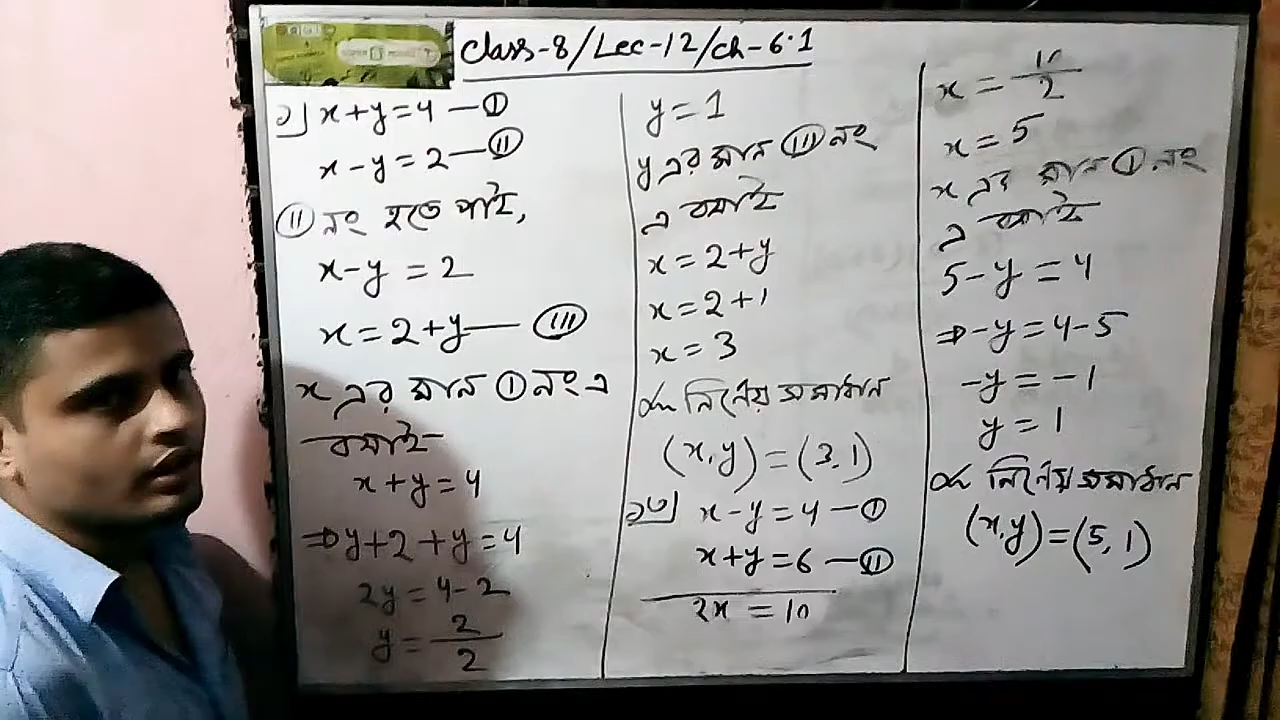 Class-8/Lec-12/ch-6.1
১) x+y=4 — (I)
x-y=2 — (II)
(II) নং হতে পাই,
x-y = 2
x=2+y — (III)
x এর মান (I) নং এ
বসাই
x+y=4
⇒y+2+y=4
2y=4-2
y=2/2
y=1
y এর মান (III) নং
এ বসাই
x=2+y
x=2+1
x=3
∴ নির্ণেয় সমাধান
(x,y)=(3,1)
x-y=4 — (I)
x+y=6 — (II)
2x=10
x=10/2
x=5
x এর মান (I) নং
এ বসাই
5-y=4
⇒-y=4-5
-y=-1
y=1
∴ নির্ণেয় সমাধান
(x,y)=(5,1)